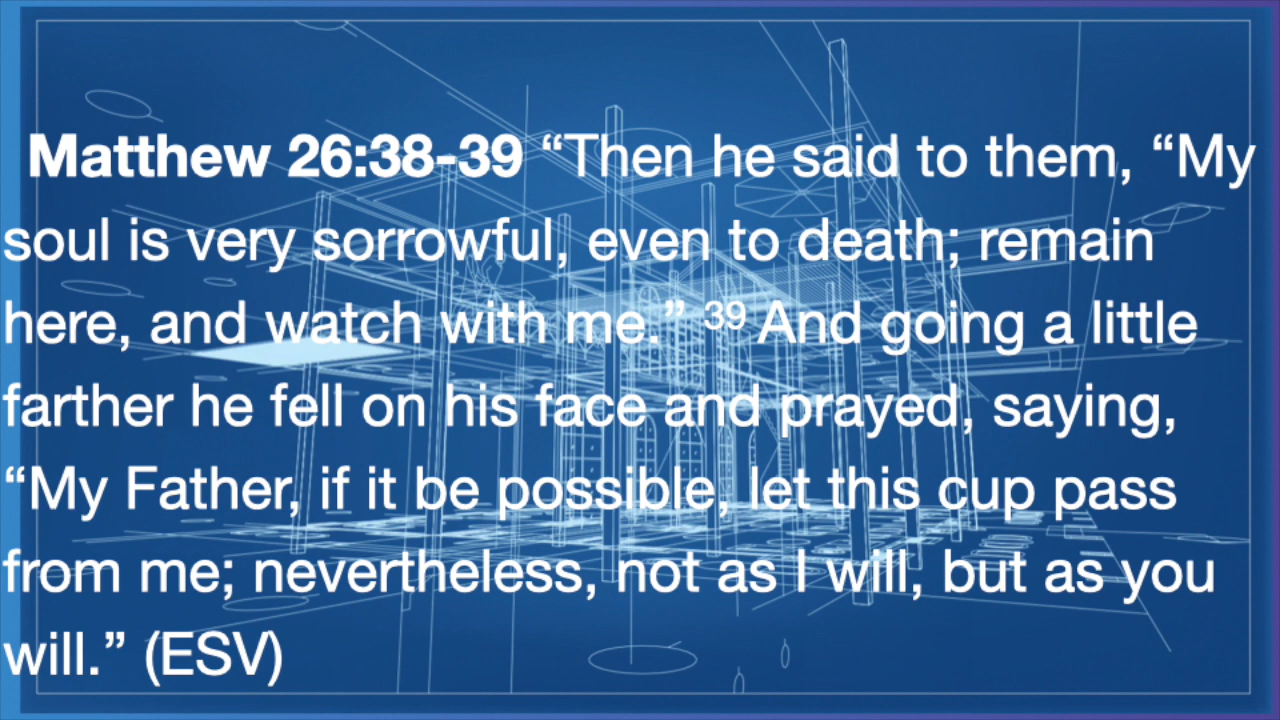 Matthew 26:38-39 “Then he said to them, “My
soul is very sorrowful, even to death; remain
here, and watch with me.” ³⁹ And going a little
farther he fell on his face and prayed, saying,
“My Father, if it be possible, let this cup pass
from me; nevertheless, not as I will, but as you
will.” (ESV)